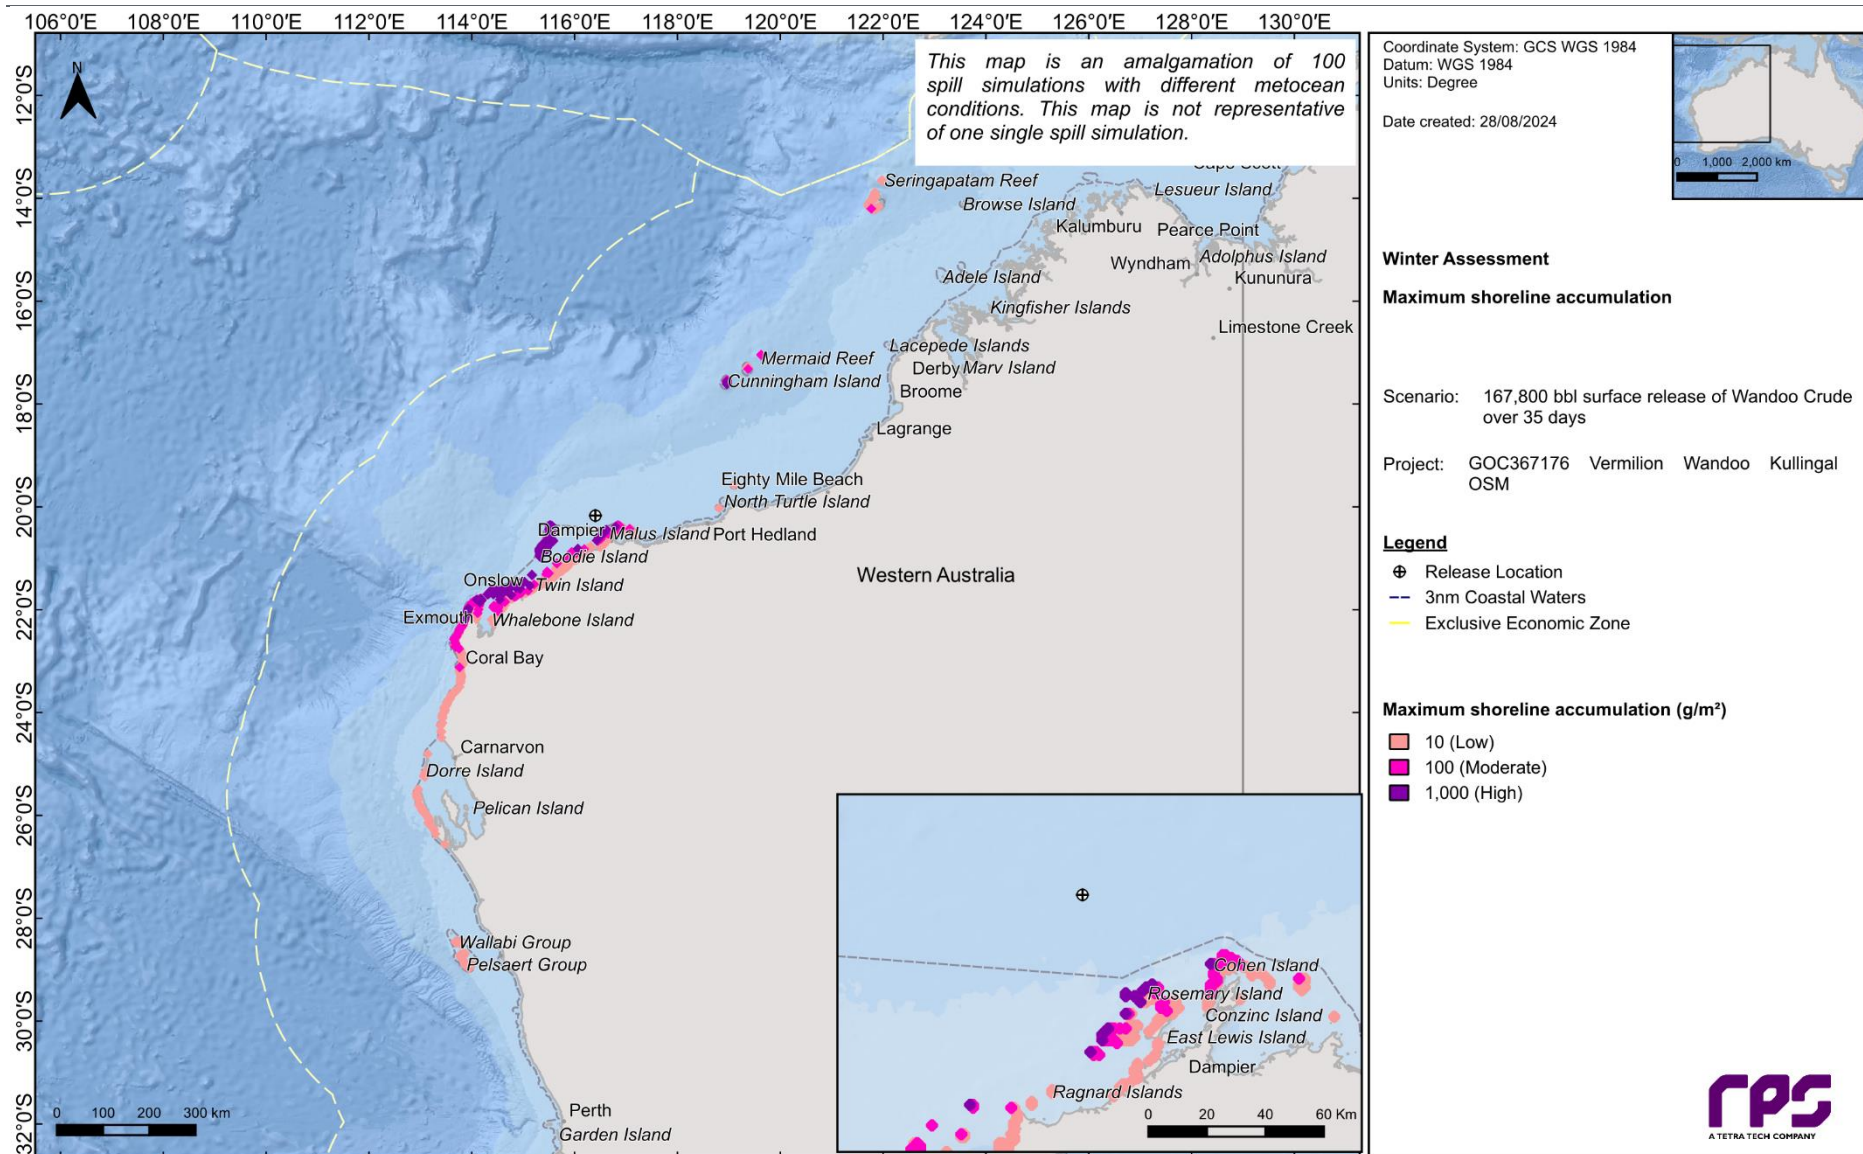 106°0'E 108°0'E 110°0'E 112°0'E 114°0'E 116°0'E 118°0'E 120°0'E 122°0'E 124°0'E 126°0'E 128°0'E 130°0'E
12°0'S
14°0'S
16°0'S
18°0'S
20°0'S
22°0'S
24°0'S
26°0'S
28°0'S
30°0'S
32°0'S
N
This map is an amalgamation of 100
spill simulations with different metocean
conditions. This map is not representative
of one single spill simulation.
Cape Scott
Seringapatam Reef
Lesueur Island
Browse Island
Kalumburu
Pearce Point
Wyndham
Adolphus Island
Kununura
Adele Island
Kingfisher Islands
Limestone Creek
Lacepede Islands
Mermaid Reef
Derby
Marv Island
Cunningham Island
Broome
Lagrange
Eighty Mile Beach
North Turtle Island
Dampier
Malus Island
Port Hedland
Boodie Island
Western Australia
Onslow
Twin Island
Exmouth
Whalebone Island
Coral Bay
Carnarvon
Dorre Island
Pelican Island
Wallabi Group
Pelsaert Group
Perth
Garden Island
0 100 200 300 km
Cohen Island
Rosemary Island
Conzinc Island
East Lewis Island
Dampier
Ragnard Islands
0 20 40 60 Km
Coordinate System: GCS WGS 1984
Datum: WGS 1984
Units: Degree
Date created: 28/08/2024
0 1,000 2,000 km
Winter Assessment
Maximum shoreline accumulation
Scenario: 167,800 bbl surface release of Wandoo Crude
over 35 days
Project: GOC367176 Vermilion Wandoo Kullingal
OSM
Legend
Release Location
3nm Coastal Waters
Exclusive Economic Zone
Maximum shoreline accumulation (g/m²)
10 (Low)
100 (Moderate)
1,000 (High)
rps
A TETRA TECH COMPANY